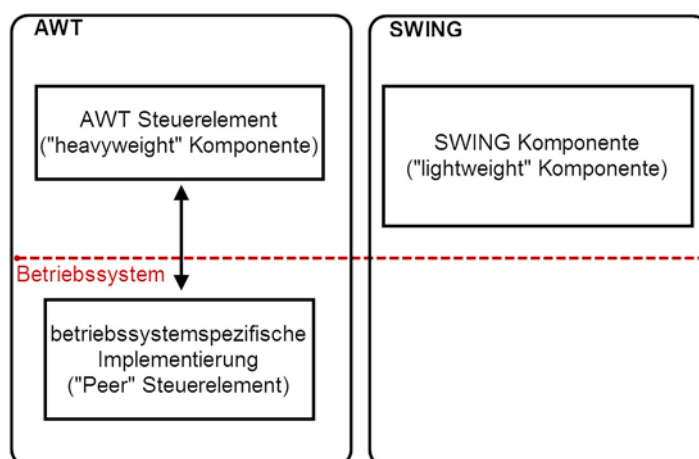 AWT
AWT Steuerelement
("heavyweight" Komponente)
Betriebssystem
betriebssystemspezifische
Implementierung
("Peer" Steuerelement)
SWING
SWING Komponente
("lightweight" Komponente)